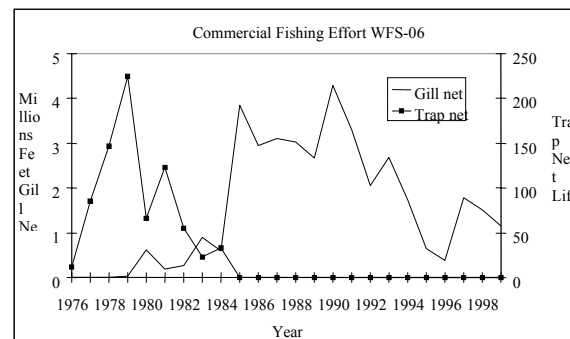 Commercial Fishing Effort WFS-06
Mi
llio
ns
Fe
et
Gil
l
Ne
5
4
3
2
1
0
Gill net
Trap net
250
200
150
100
50
0
Tra
p
Ne
t
Lif
1976 1978 1980 1982 1984 1986 1988 1990 1992 1994 1996 1998
Year